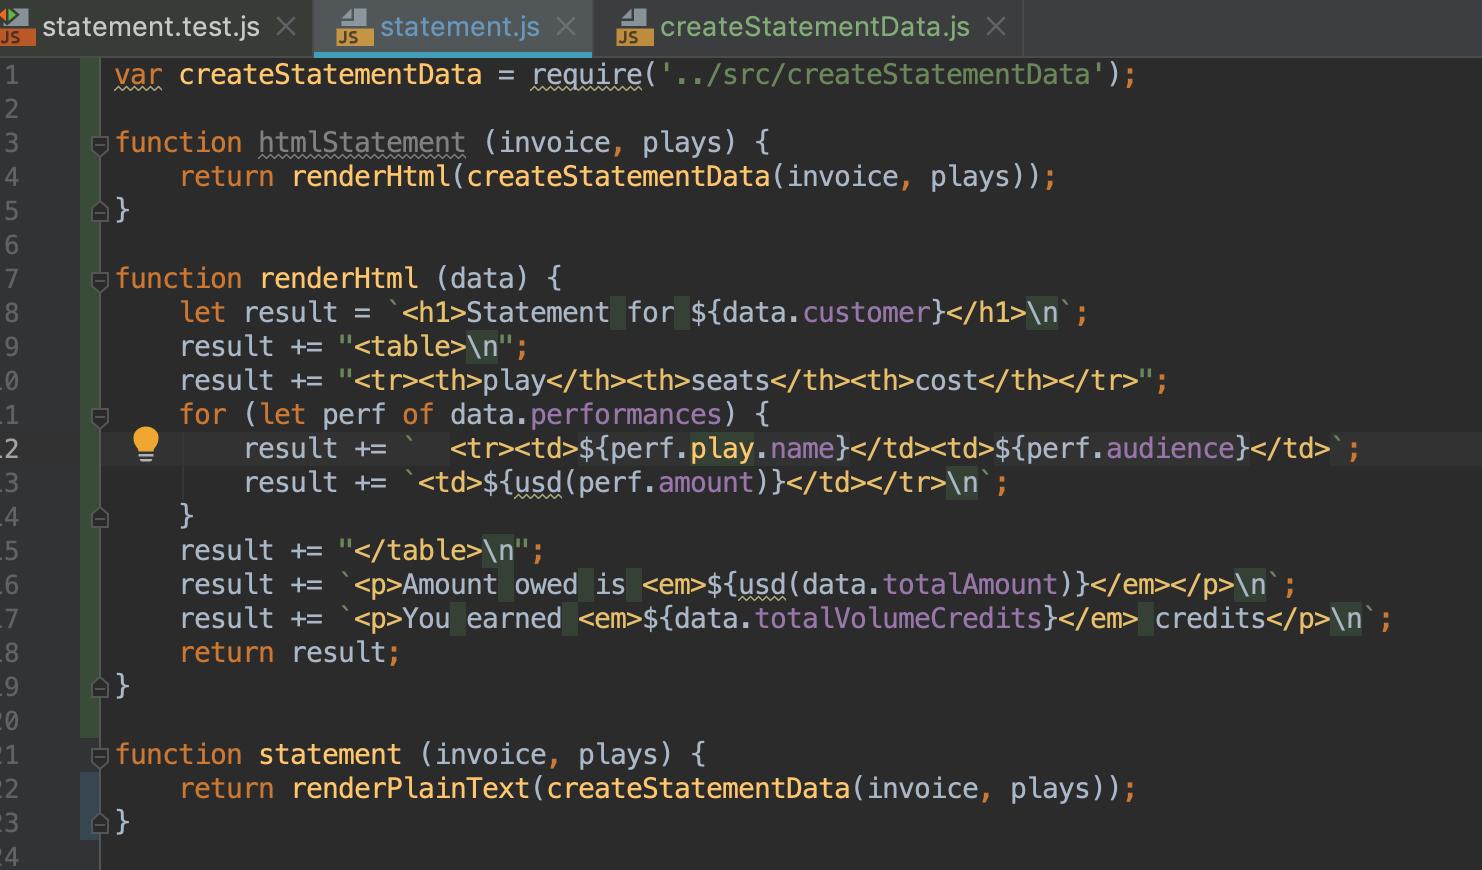 JS statement.test.js JS statement.js JS createStatementData.js
1 var createStatementData = require('../src/createStatementData');
2
3 function htmlStatement (invoice, plays) {
4     return renderHtml(createStatementData(invoice, plays));
5 }
6
7 function renderHtml (data) {
8     let result = `<h1>Statement for ${data.customer}</h1>\n`;
9     result += "<table>\n";
10     result += "<tr><th>play</th><th>seats</th><th>cost</th></tr>";
11     for (let perf of data.performances) {
12         result += `  <tr><td>${perf.play.name}</td><td>${perf.audience}</td>`;
13         result += `<td>${usd(perf.amount)}</td></tr>\n`;
14     }
15     result += "</table>\n";
16     result += `<p>Amount owed is <em>${usd(data.totalAmount)}</em></p>\n`;
17     result += `<p>You earned <em>${data.totalVolumeCredits}</em> credits</p>\n`;
18     return result;
19 }
20
21 function statement (invoice, plays) {
22     return renderPlainText(createStatementData(invoice, plays));
23 }
24